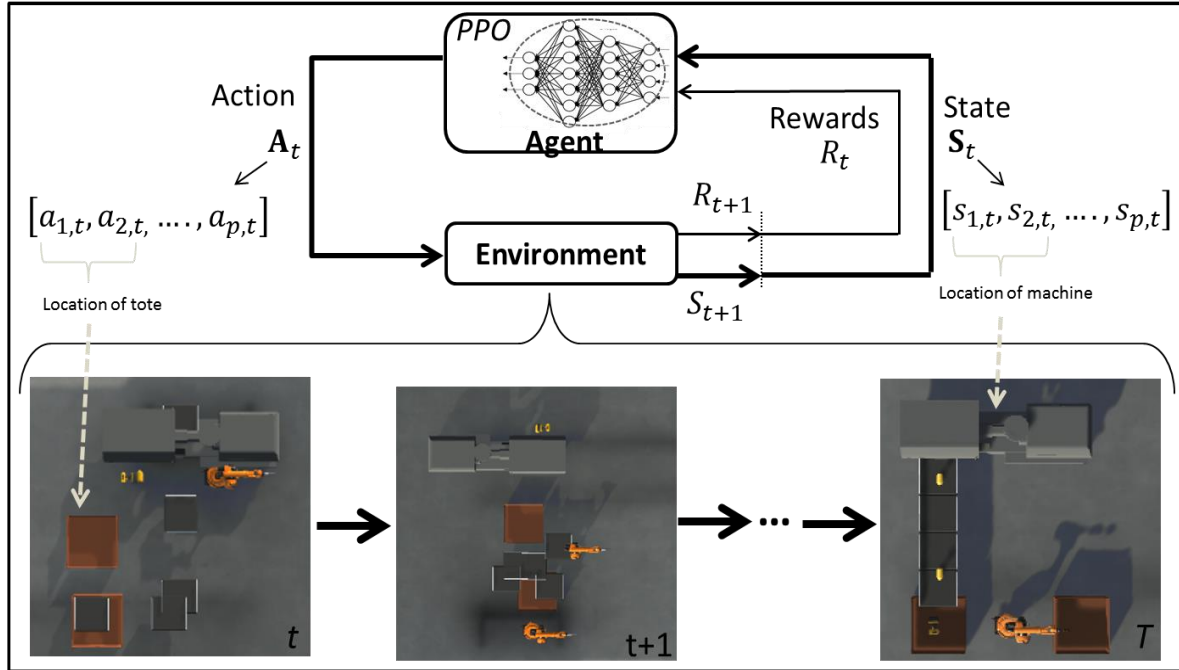 PPO
Agent
Action
A_t
[a_{1,t}, a_{2,t,} ...., a_{p,t}]
Location of tote
Rewards
R_t
State
S_t
[s_{1,t}, s_{2,t,} ...., s_{p,t}]
Location of machine
R_{t+1}
Environment
S_{t+1}
t
t+1
...
T